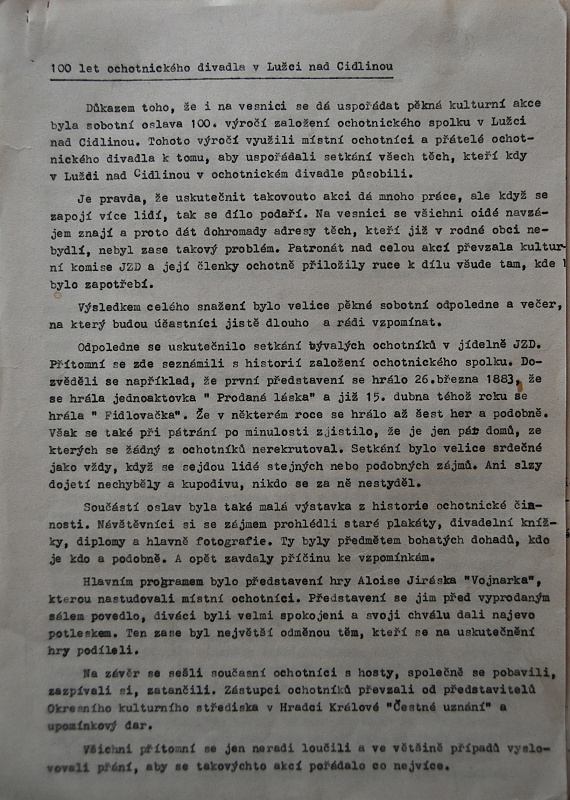 100 let ochotnického divadla v Lužci nad Cidlinou
Důkazem toho, že i na vesnici se dá uspořádat pěkná kulturní akce
byla sobotní oslava 100. výročí založení ochotnického spolku v Lužci
nad Cidlinou. Tohoto výročí využili místní ochotníci a přátelé ochot-
nického divadla k tomu, aby uspořádali setkání všech těch, kteří kdy
v Luždi nad Cidlinou v ochotnickém divadle působili.
Je pravda, že uskutečnit takovouto akci dá mnoho práce, ale když se
zapojí více lidí, tak se dílo podaří. Na vesnici se všichni oidé navzá-
jem znají a proto dát dohromady adresy těch, kteří již v rodné obci ne-
bydlí, nebyl zase takový problém. Patronát nad celou akcí převzala kultur-
ní komise JZD a její členky ochotně přiložily ruce k dílu všude tam, kde
bylo zapotřebí.
Výsledkem celého snažení bylo velice pěkné sobotní odpoledne a večer,
na který budou účastníci jistě dlouho a rádi vzpomínat.
Odpoledne se uskutečnilo setkání bývalých ochotníků v jídelně JZD.
Přítomní se zde seznámili s historií založení ochotnického spolku. Do-
zvěděli se například, že první představení se hrálo 26.března 1883, že
se hrála jednoaktovka " Prodaná láska" a již 15. dubna téhož roku se
hrála " Fidlovačka". Že v některém roce se hrálo až šest her a podobně.
Však se také při pátrání po minulosti zjistilo, že je jen pár domů, ze
kterých se žádný z ochotníků nerekrutoval. Setkání bylo velice srdečné
jako vždy, když se sejdou lidé stejných nebo podobných zájmů. Ani slzy
dojetí nechyběly a kupodivu, nikdo se za ně nestyděl.
Součástí oslav byla také malá výstavka z historie ochotnické čin-
nosti. Návštěvníci si se zájmem prohlédli staré plakáty, divadelní kníž-
ky, diplomy a hlavně fotografie. Ty byly předmětem bohatých dohadů, kdo
je kdo a podobně. A opět zavdaly příčinu ke vzpomínkám.
Hlavním programem bylo představení hry Aloise Jiráska "Vojnarka",
kterou nastudovali místní ochotníci. Představení se jim před vyprodaným
sálem povedlo, diváci byli velmi spokojeni a svoji chválu dali najevo
potleskem. Ten zase byl největší odměnou těm, kteří se na uskutečnění
hry podíleli.
Na závěr se sešli současní ochotníci s hosty, společně se pobavili,
zazpívali si, zatančili. Zástupci ochotníků převzali od představitelů
Okresního kulturního střediska v Hradci Králové "Čestné uznání" a
upomínkový dar.
Všichni přítomní se jen neradi loučili a ve většině případů vyslo-
vovali přání, aby se takovýchto akcí pořádalo co nejvíce.